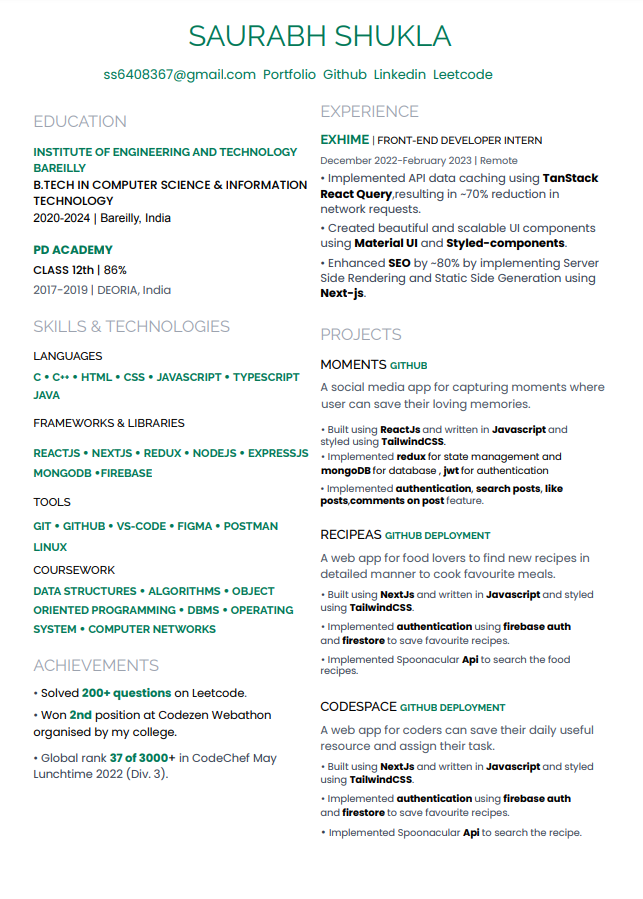 SAURABH SHUKLA
ss6408367@gmail.com Portfolio Github Linkedin Leetcode
EDUCATION
INSTITUTE OF ENGINEERING AND TECHNOLOGY
BAREILLY
B.TECH IN COMPUTER SCIENCE & INFORMATION
TECHNOLOGY
2020-2024 | Bareilly, India
PD ACADEMY
CLASS 12th | 86%
2017-2019 | DEORIA, India
SKILLS & TECHNOLOGIES
LANGUAGES
C • C++ • HTML • CSS • JAVASCRIPT • TYPESCRIPT
JAVA
FRAMEWORKS & LIBRARIES
REACTJS • NEXTJS • REDUX • NODEJS • EXPRESSJS
MONGODB •FIREBASE
TOOLS
GIT • GITHUB • VS-CODE • FIGMA • POSTMAN
LINUX
COURSEWORK
DATA STRUCTURES • ALGORITHMS • OBJECT
ORIENTED PROGRAMMING • DBMS • OPERATING
SYSTEM • COMPUTER NETWORKS
ACHIEVEMENTS
• Solved 200+ questions on Leetcode.
• Won 2nd position at Codezen Webathon
organised by my college.
• Global rank 37 of 3000+ in CodeChef May
Lunchtime 2022 (Div. 3).
EXPERIENCE
EXHIME | FRONT-END DEVELOPER INTERN
December 2022-February 2023 | Remote
• Implemented API data caching using TanStack
React Query,resulting in ~70% reduction in
network requests.
• Created beautiful and scalable UI components
using Material UI and Styled-components.
• Enhanced SEO by ~80% by implementing Server
Side Rendering and Static Side Generation using
Next-js.
PROJECTS
MOMENTS GITHUB
A social media app for capturing moments where
user can save their loving memories.
• Built using ReactJs and written in Javascript and
styled using TailwindCSS.
• Implemented redux for state management and
mongoDB for database , jwt for authentication
• Implemented authentication, search posts, like
posts,comments on post feature.
RECIPEAS GITHUB DEPLOYMENT
A web app for food lovers to find new recipes in
detailed manner to cook favourite meals.
• Built using NextJs and written in Javascript and styled
using TailwindCSS.
• Implemented authentication using firebase auth
and firestore to save favourite recipes.
• Implemented Spoonacular Api to search the food
recipes.
CODESPACE GITHUB DEPLOYMENT
A web app for coders can save their daily useful
resource and assign their task.
• Built using NextJs and written in Javascript and styled
using TailwindCSS.
• Implemented authentication using firebase auth
and firestore to save favourite recipes.
• Implemented Spoonacular Api to search the recipe.